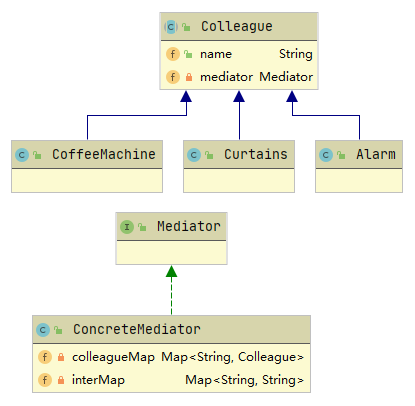 C Colleague
f name String
f mediator Mediator
C CoffeeMachine
C Curtains
C Alarm
I Mediator
C ConcreteMediator
f colleagueMap Map<String, Colleague>
f interMap Map<String, String>